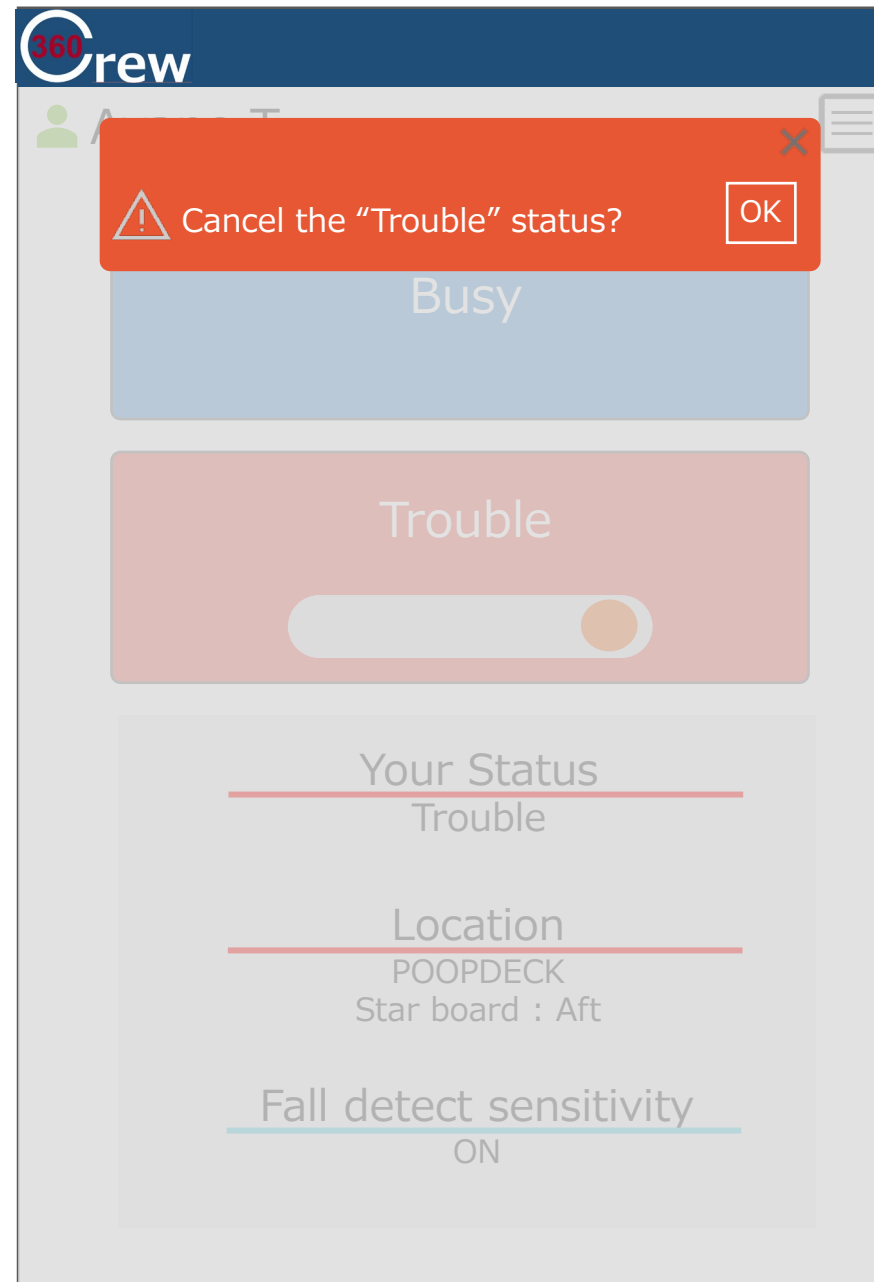 360 Crew
Cancel the “Trouble” status?
OK
Busy
Trouble
Your Status
Trouble
Location
POOPDECK
Star board : Aft
Fall detect sensitivity
ON